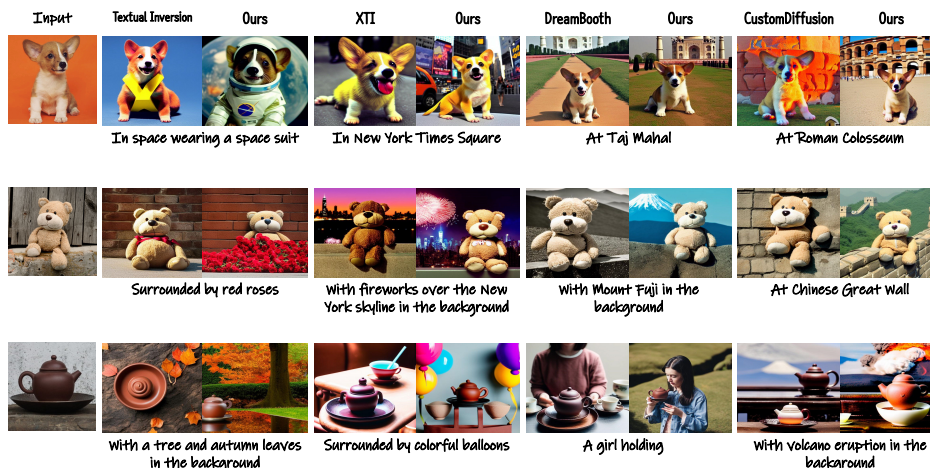 Input Textual Inversion Ours XTI Ours DreamBooth Ours CustomDiffusion Ours
In space wearing a space suit
In New York Times Square
At Taj Mahal
At Roman Colosseum
Surrounded by red roses
With fireworks over the New
York skyline in the background
With Mount Fuji in the
background
At Chinese Great Wall
With a tree and autumn leaves
in the background
Surrounded by colorful balloons
A girl holding
With volcano eruption in the
background